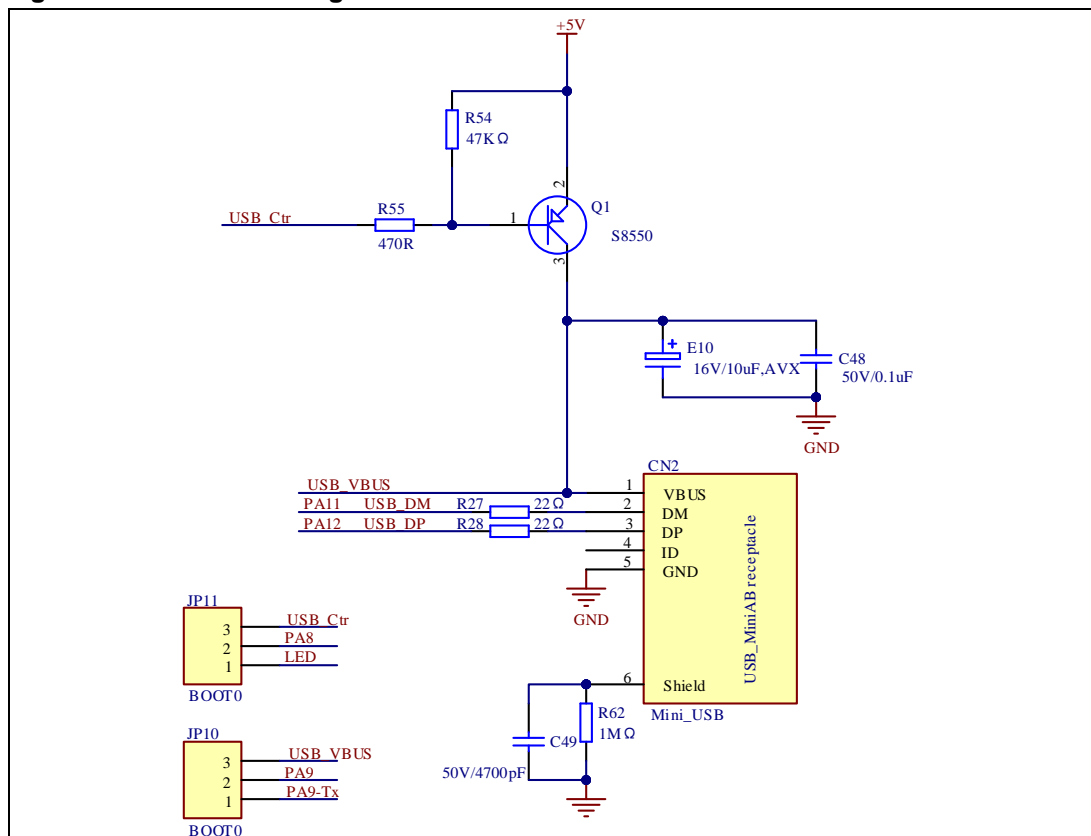 +5V
R54
47KΩ
2
Q1
S8550
USB_Ctr
R55
470R
1
3
E10
16V/10uF,AVX
C48
50V/0.1uF
GND
CN2
USB_VBUS
1
VBUS
PA11 USB_DM R27 22Ω
2
DM
PA12 USB_DP R28 22Ω
3
DP
4
ID
5
GND
GND
USB_MiniAB receptacle
6
Shield
Mini_USB
R62
1MΩ
C49
50V/4700pF
JP11
3 USB_Ctr
2 PA8
1 LED
BOOT0
JP10
3 USB_VBUS
2 PA9
1 PA9-Tx
BOOT0